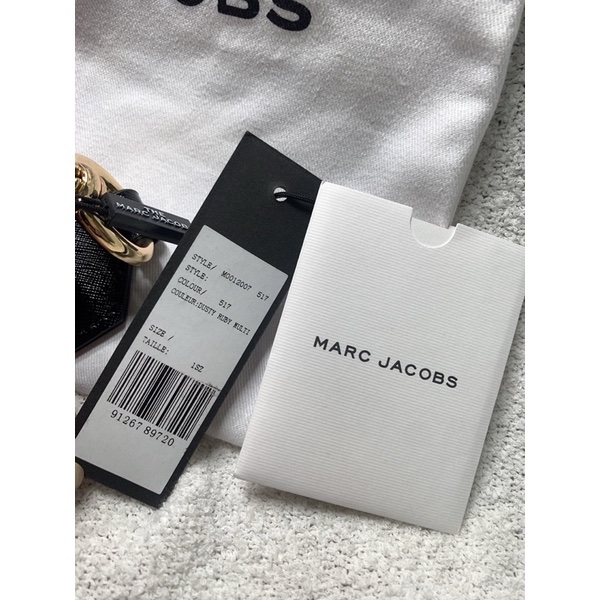 OBS
THE
MARC JACOBS
STYLE/ M0012007 517
STYLE:
COLOUR/ 517
COULEUR:DUSTY RUBY MULTI
SIZE /
TAILLE: 1SZ
91267 89720
MARC JACOBS